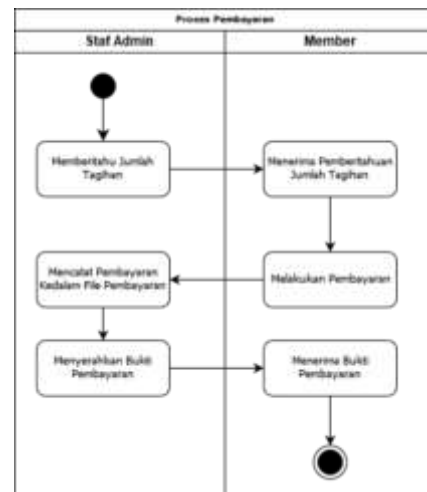 Proses Pembayaran
Staf Admin
Member
Memberitahu Jumlah
Tagihan
Menerima Pemberitahuan
Jumlah Tagihan
Mencatat Pembayaran
Kedalam File Pembayaran
Melakukan Pembayaran
Menyerahkan Bukti
Pembayaran
Menerima Bukti
Pembayaran